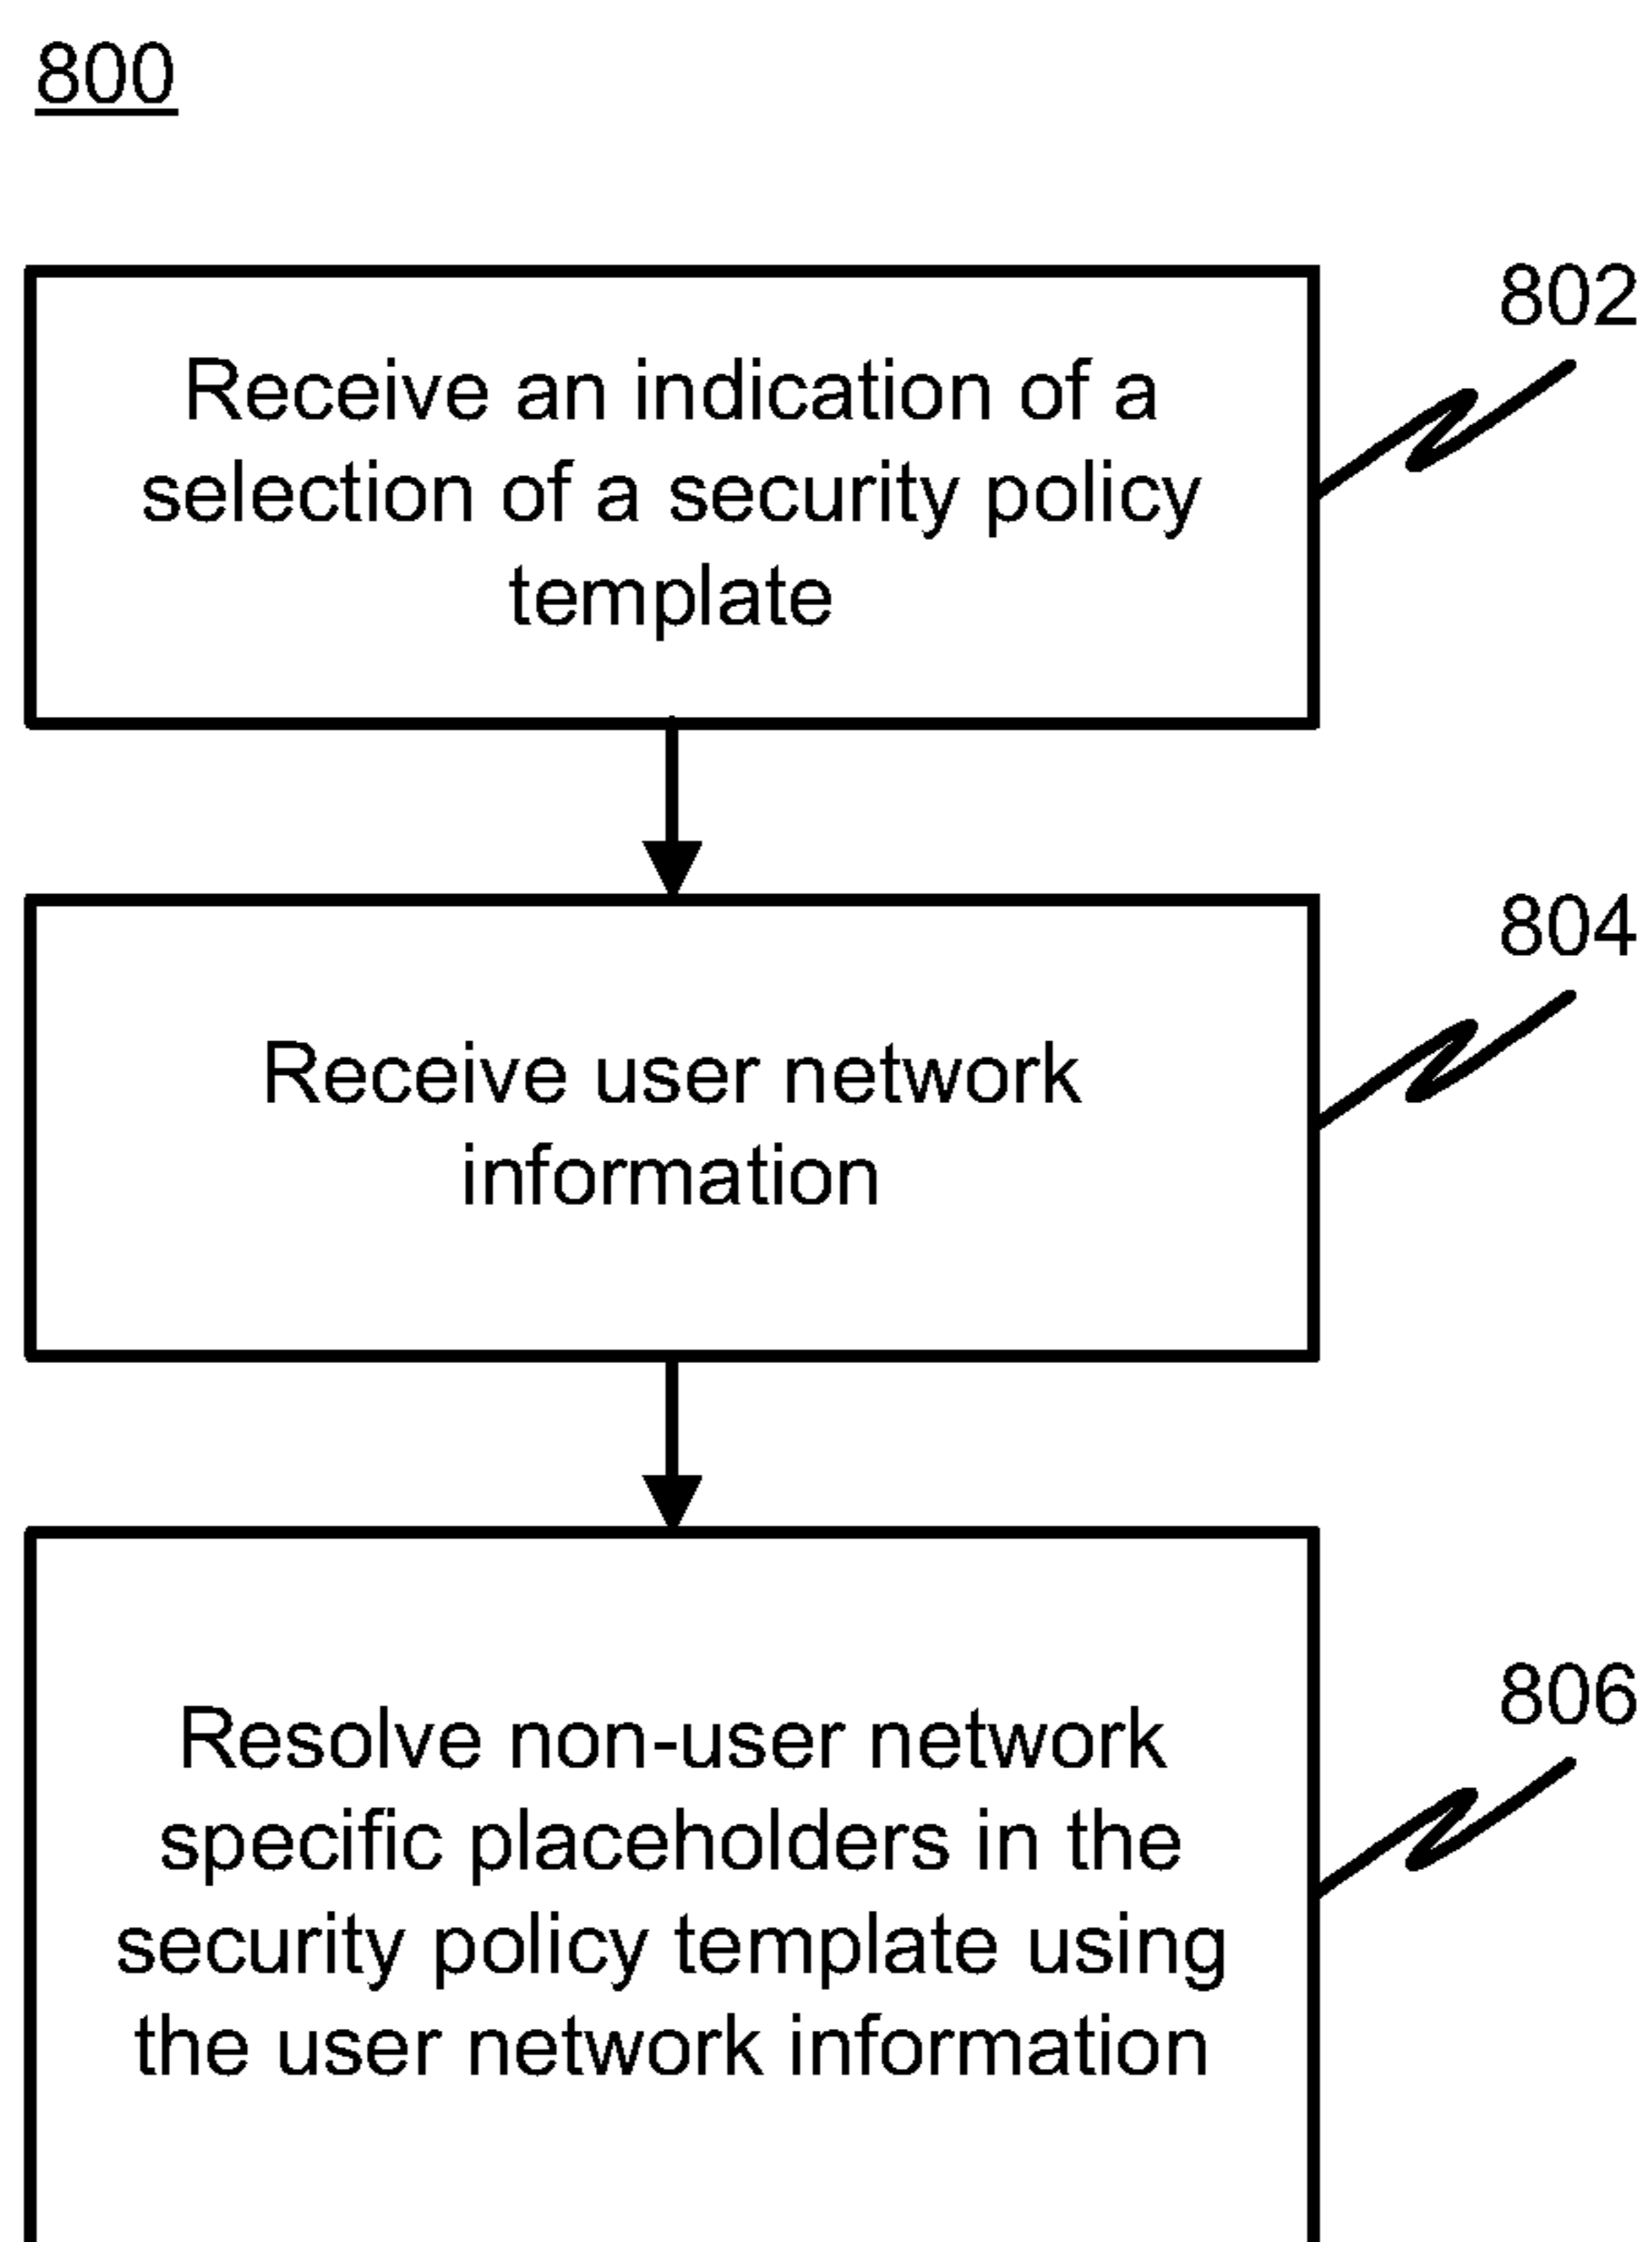 800
802
Receive an indication of a
selection of a security policy
template
804
Receive user network
information
806
Resolve non-user network
specific placeholders in the
security policy template using
the user network information